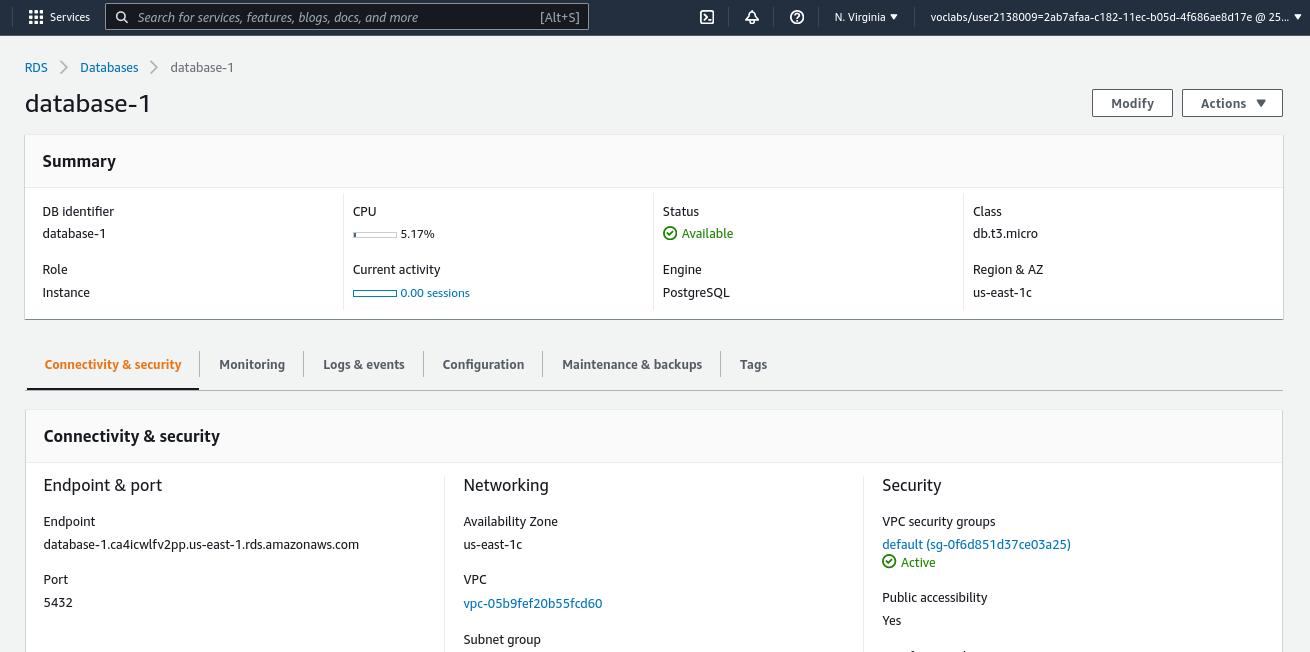 Services
Search for services, features, blogs, docs, and more [Alt+S]
N. Virginia
voclabs/user2138009=2ab7afaa-c182-11ec-b05d-4f686ae8d17e @ 25...
RDS Databases database-1
database-1
Modify
Actions
Summary
DB identifier
database-1
CPU
5.17%
Status
Available
Class
db.t3.micro
Role
Instance
Current activity
0.00 sessions
Engine
PostgreSQL
Region & AZ
us-east-1c
Connectivity & security
Monitoring
Logs & events
Configuration
Maintenance & backups
Tags
Connectivity & security
Endpoint & port
Endpoint
database-1.ca4icwlfv2pp.us-east-1.rds.amazonaws.com
Port
5432
Networking
Availability Zone
us-east-1c
VPC
vpc-05b9fef20b55fcd60
Subnet group
Security
VPC security groups
default (sg-0f6d851d37ce03a25)
Active
Public accessibility
Yes